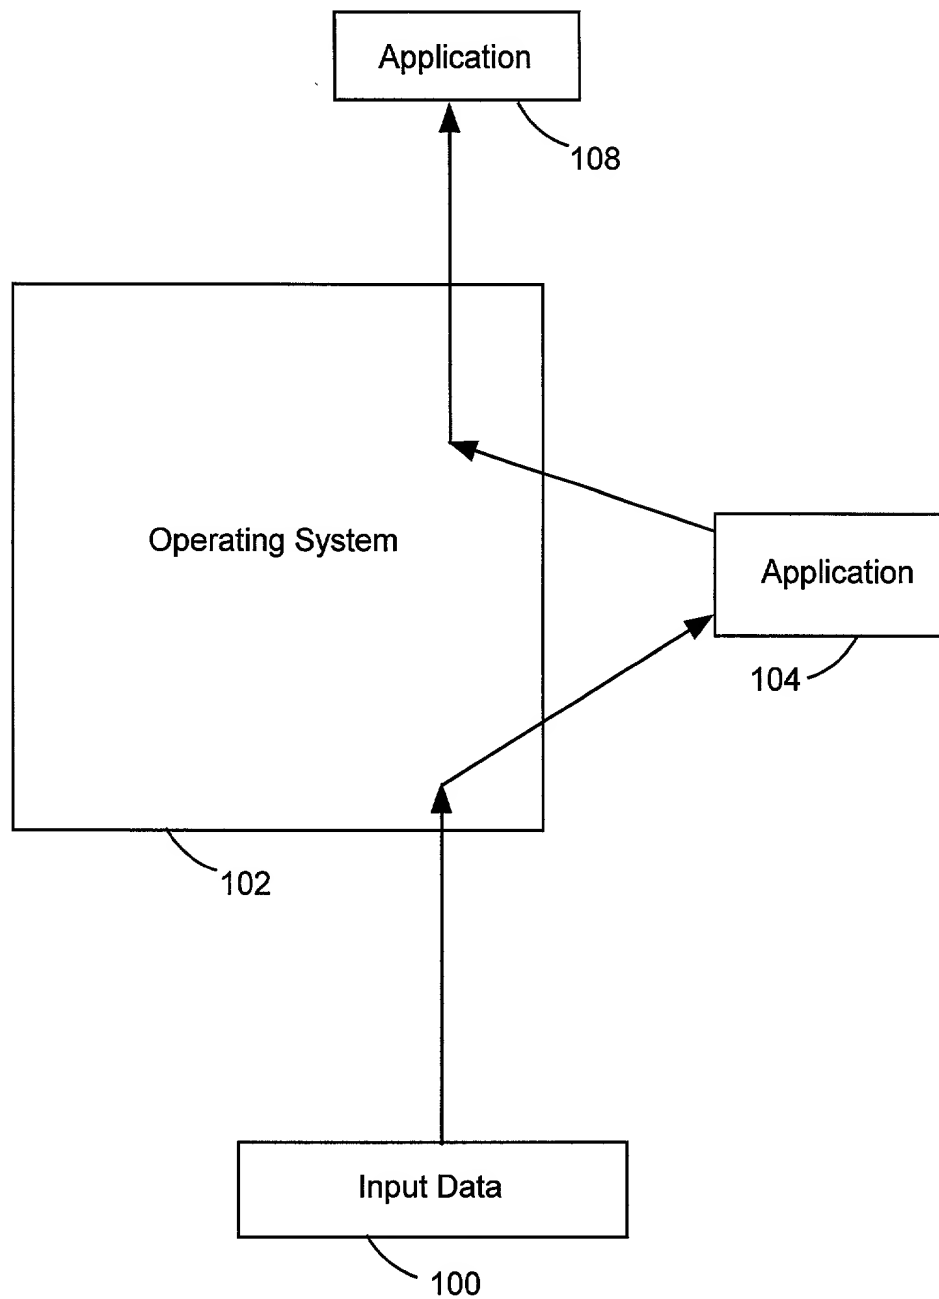 Application
108
Operating System
Application
104
102
Input Data
100